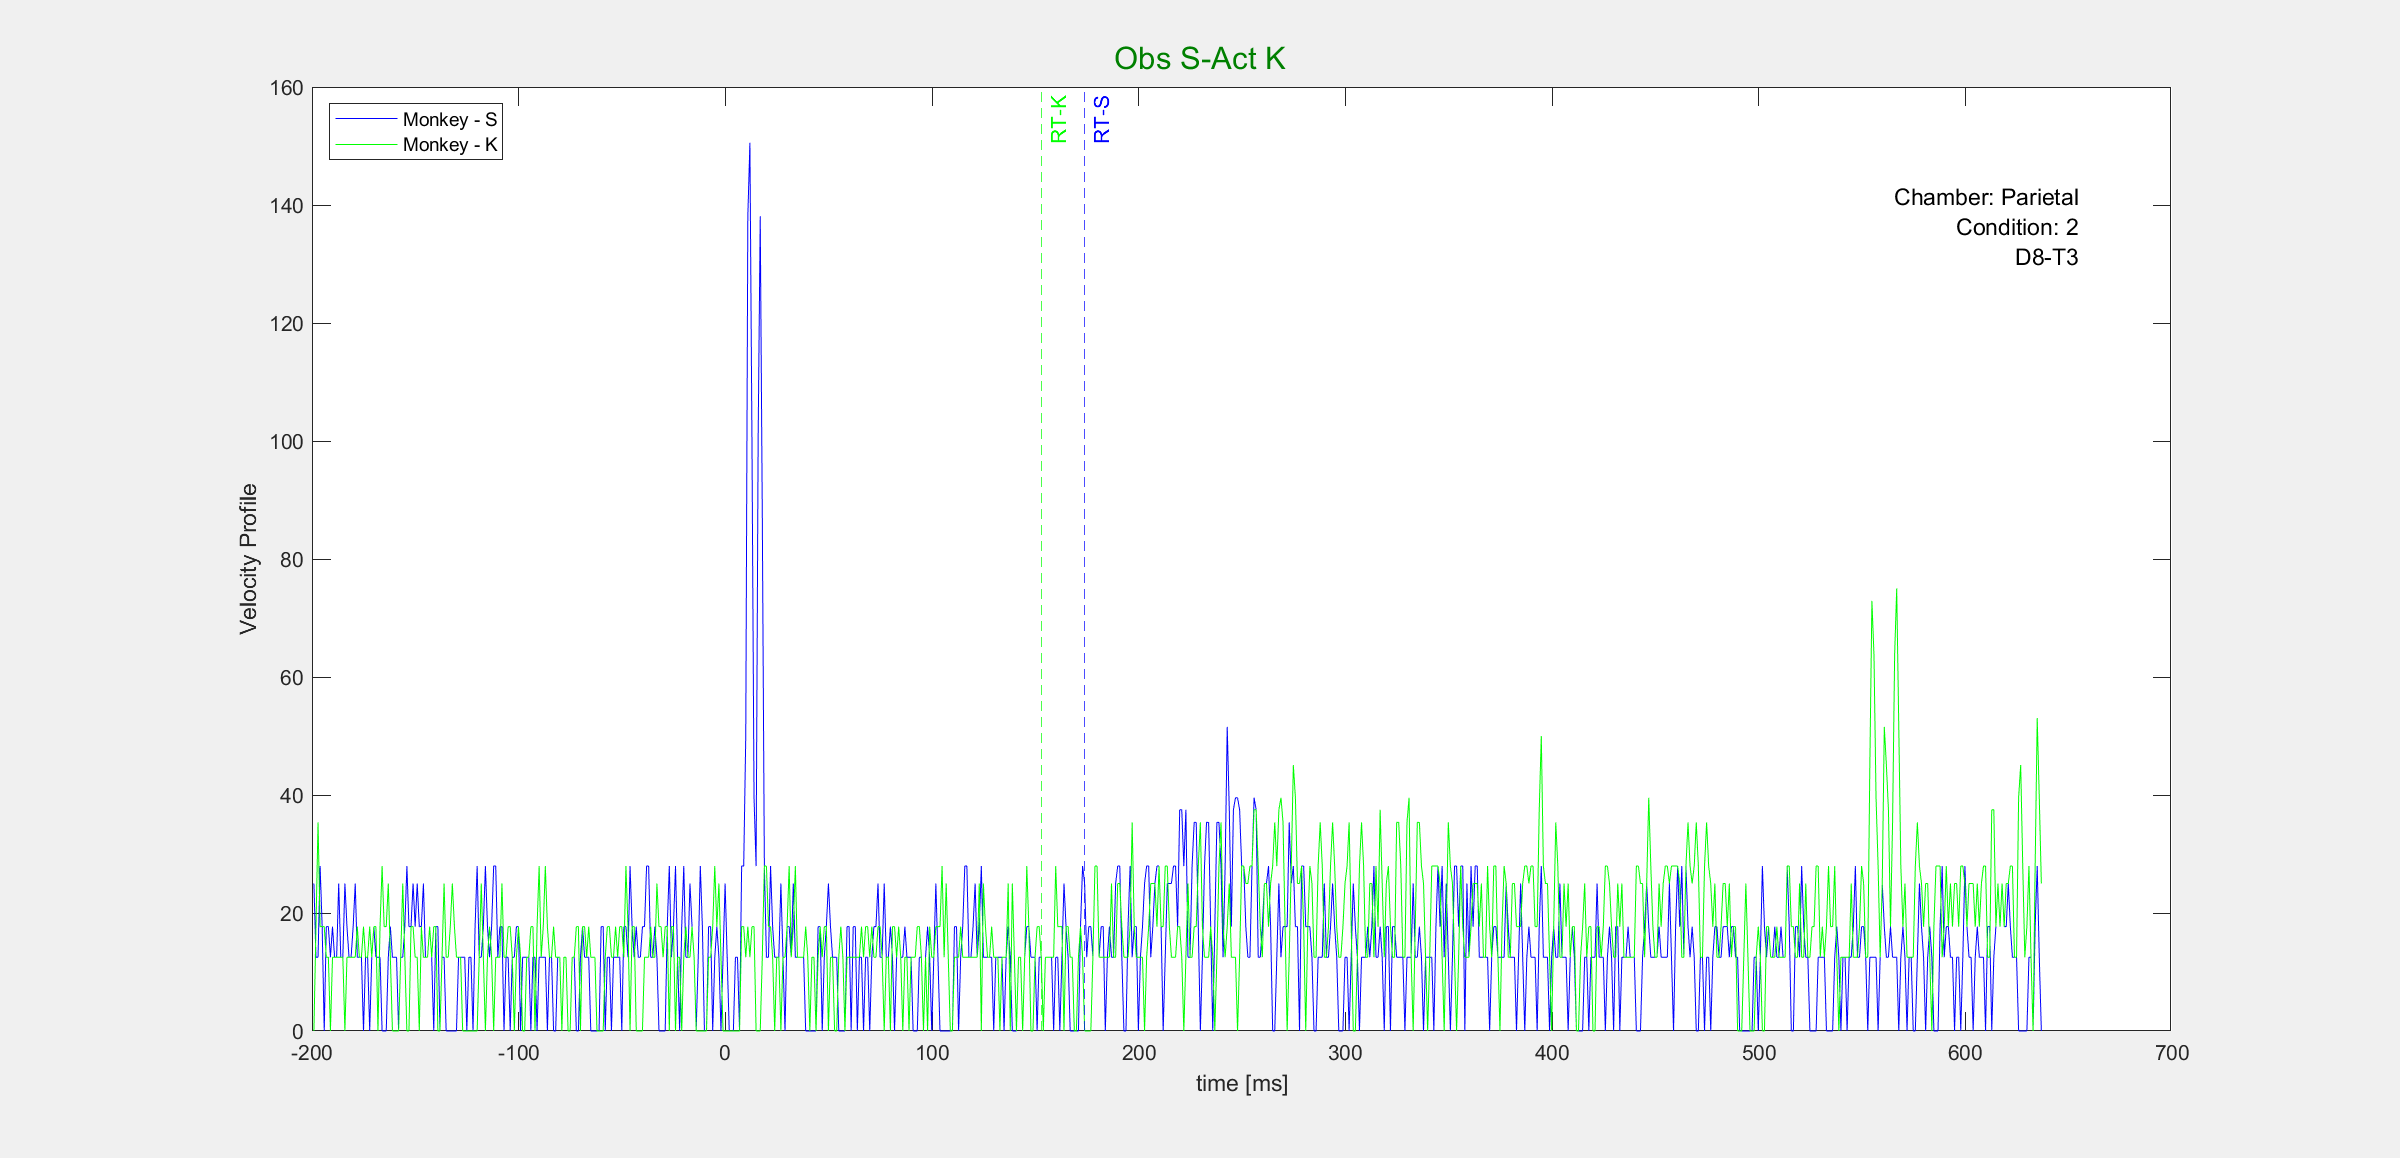 Obs S-Act K
160
140
120
100
80
60
40
20
0
Velocity Profile
Monkey - S
Monkey - K
RT-K
RT-S
Chamber: Parietal
Condition: 2
D8-T3
-200 -100 0 100 200 300 400 500 600 700
time [ms]